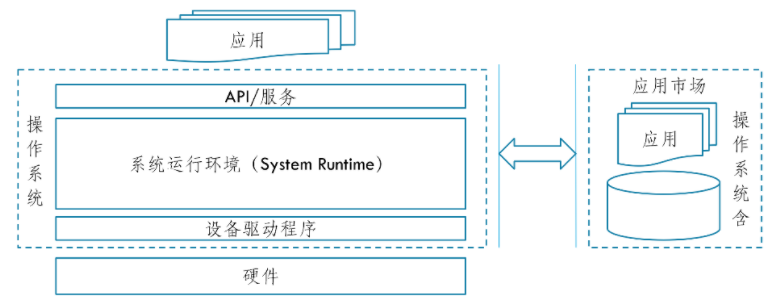 应用
API/服务
操作系统
系统运行环境（System Runtime）
设备驱动程序
硬件
应用市场
应用
操作系统含